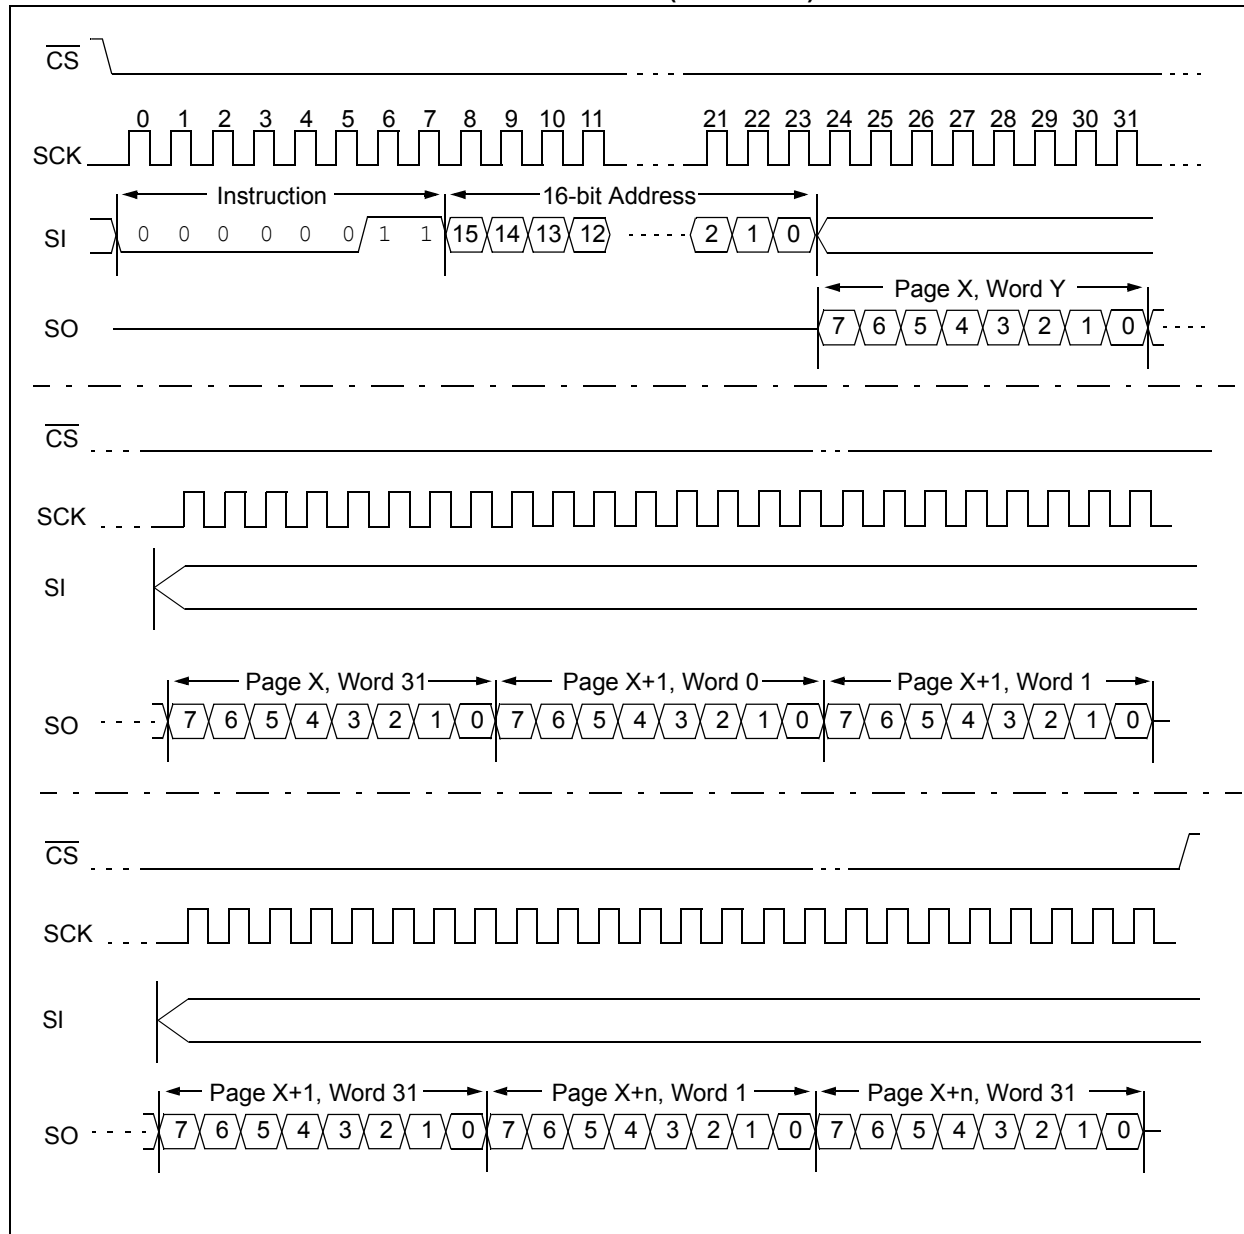 CS
0 1 2 3 4 5 6 7 8 9 10 11 21 22 23 24 25 26 27 28 29 30 31
SCK
Instruction 16-bit Address
SI 0 0 0 0 0 0 1 1 15 14 13 12 2 1 0
Page X, Word Y
SO 7 6 5 4 3 2 1 0
CS
SCK
SI
Page X, Word 31 Page X+1, Word 0 Page X+1, Word 1
SO 7 6 5 4 3 2 1 0 7 6 5 4 3 2 1 0 7 6 5 4 3 2 1 0
CS
SCK
SI
Page X+1, Word 31 Page X+n, Word 1 Page X+n, Word 31
SO 7 6 5 4 3 2 1 0 7 6 5 4 3 2 1 0 7 6 5 4 3 2 1 0